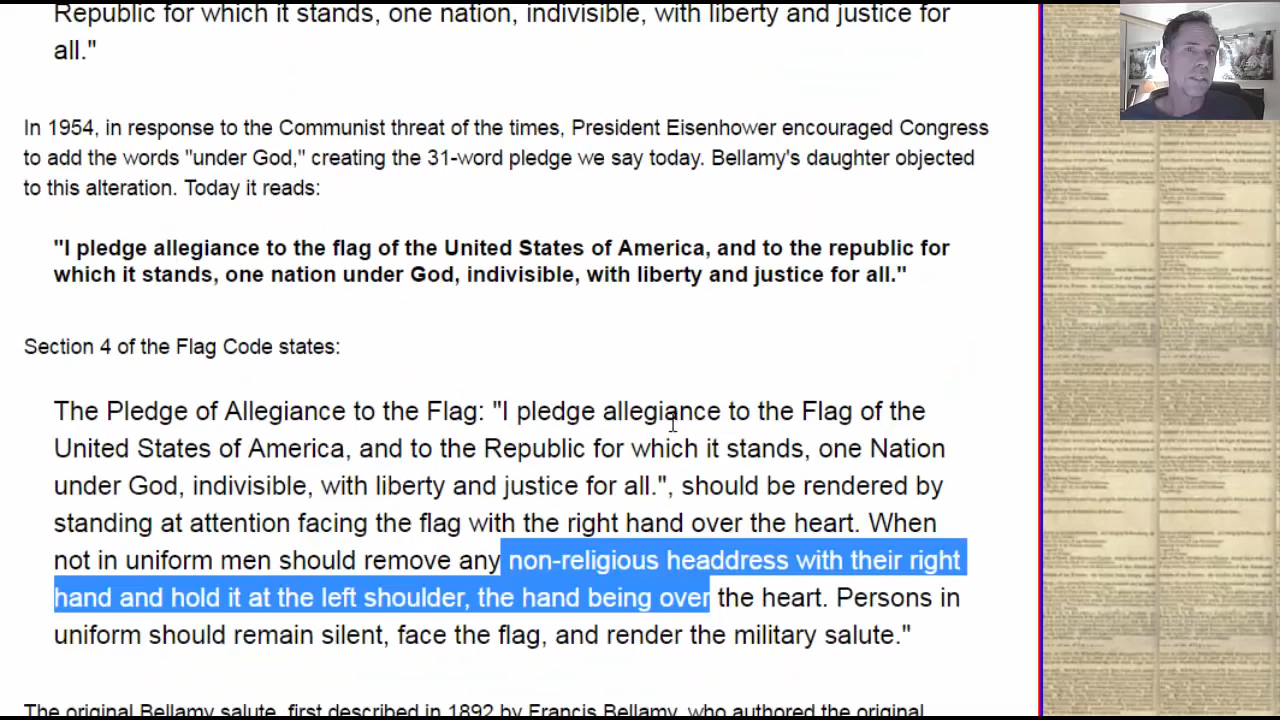 Republic for which it stands, one nation, indivisible, with liberty and justice for
all."
In 1954, in response to the Communist threat of the times, President Eisenhower encouraged Congress
to add the words "under God," creating the 31-word pledge we say today. Bellamy's daughter objected
to this alteration. Today it reads:
"I pledge allegiance to the flag of the United States of America, and to the republic for
which it stands, one nation under God, indivisible, with liberty and justice for all."
Section 4 of the Flag Code states:
The Pledge of Allegiance to the Flag: "I pledge allegiance to the Flag of the
United States of America, and to the Republic for which it stands, one Nation
under God, indivisible, with liberty and justice for all.", should be rendered by
standing at attention facing the flag with the right hand over the heart. When
not in uniform men should remove any non-religious headdress with their right
hand and hold it at the left shoulder, the hand being over the heart. Persons in
uniform should remain silent, face the flag, and render the military salute."
The original Bellamy salute, first described in 1892 by Francis Bellamy, who authored the original